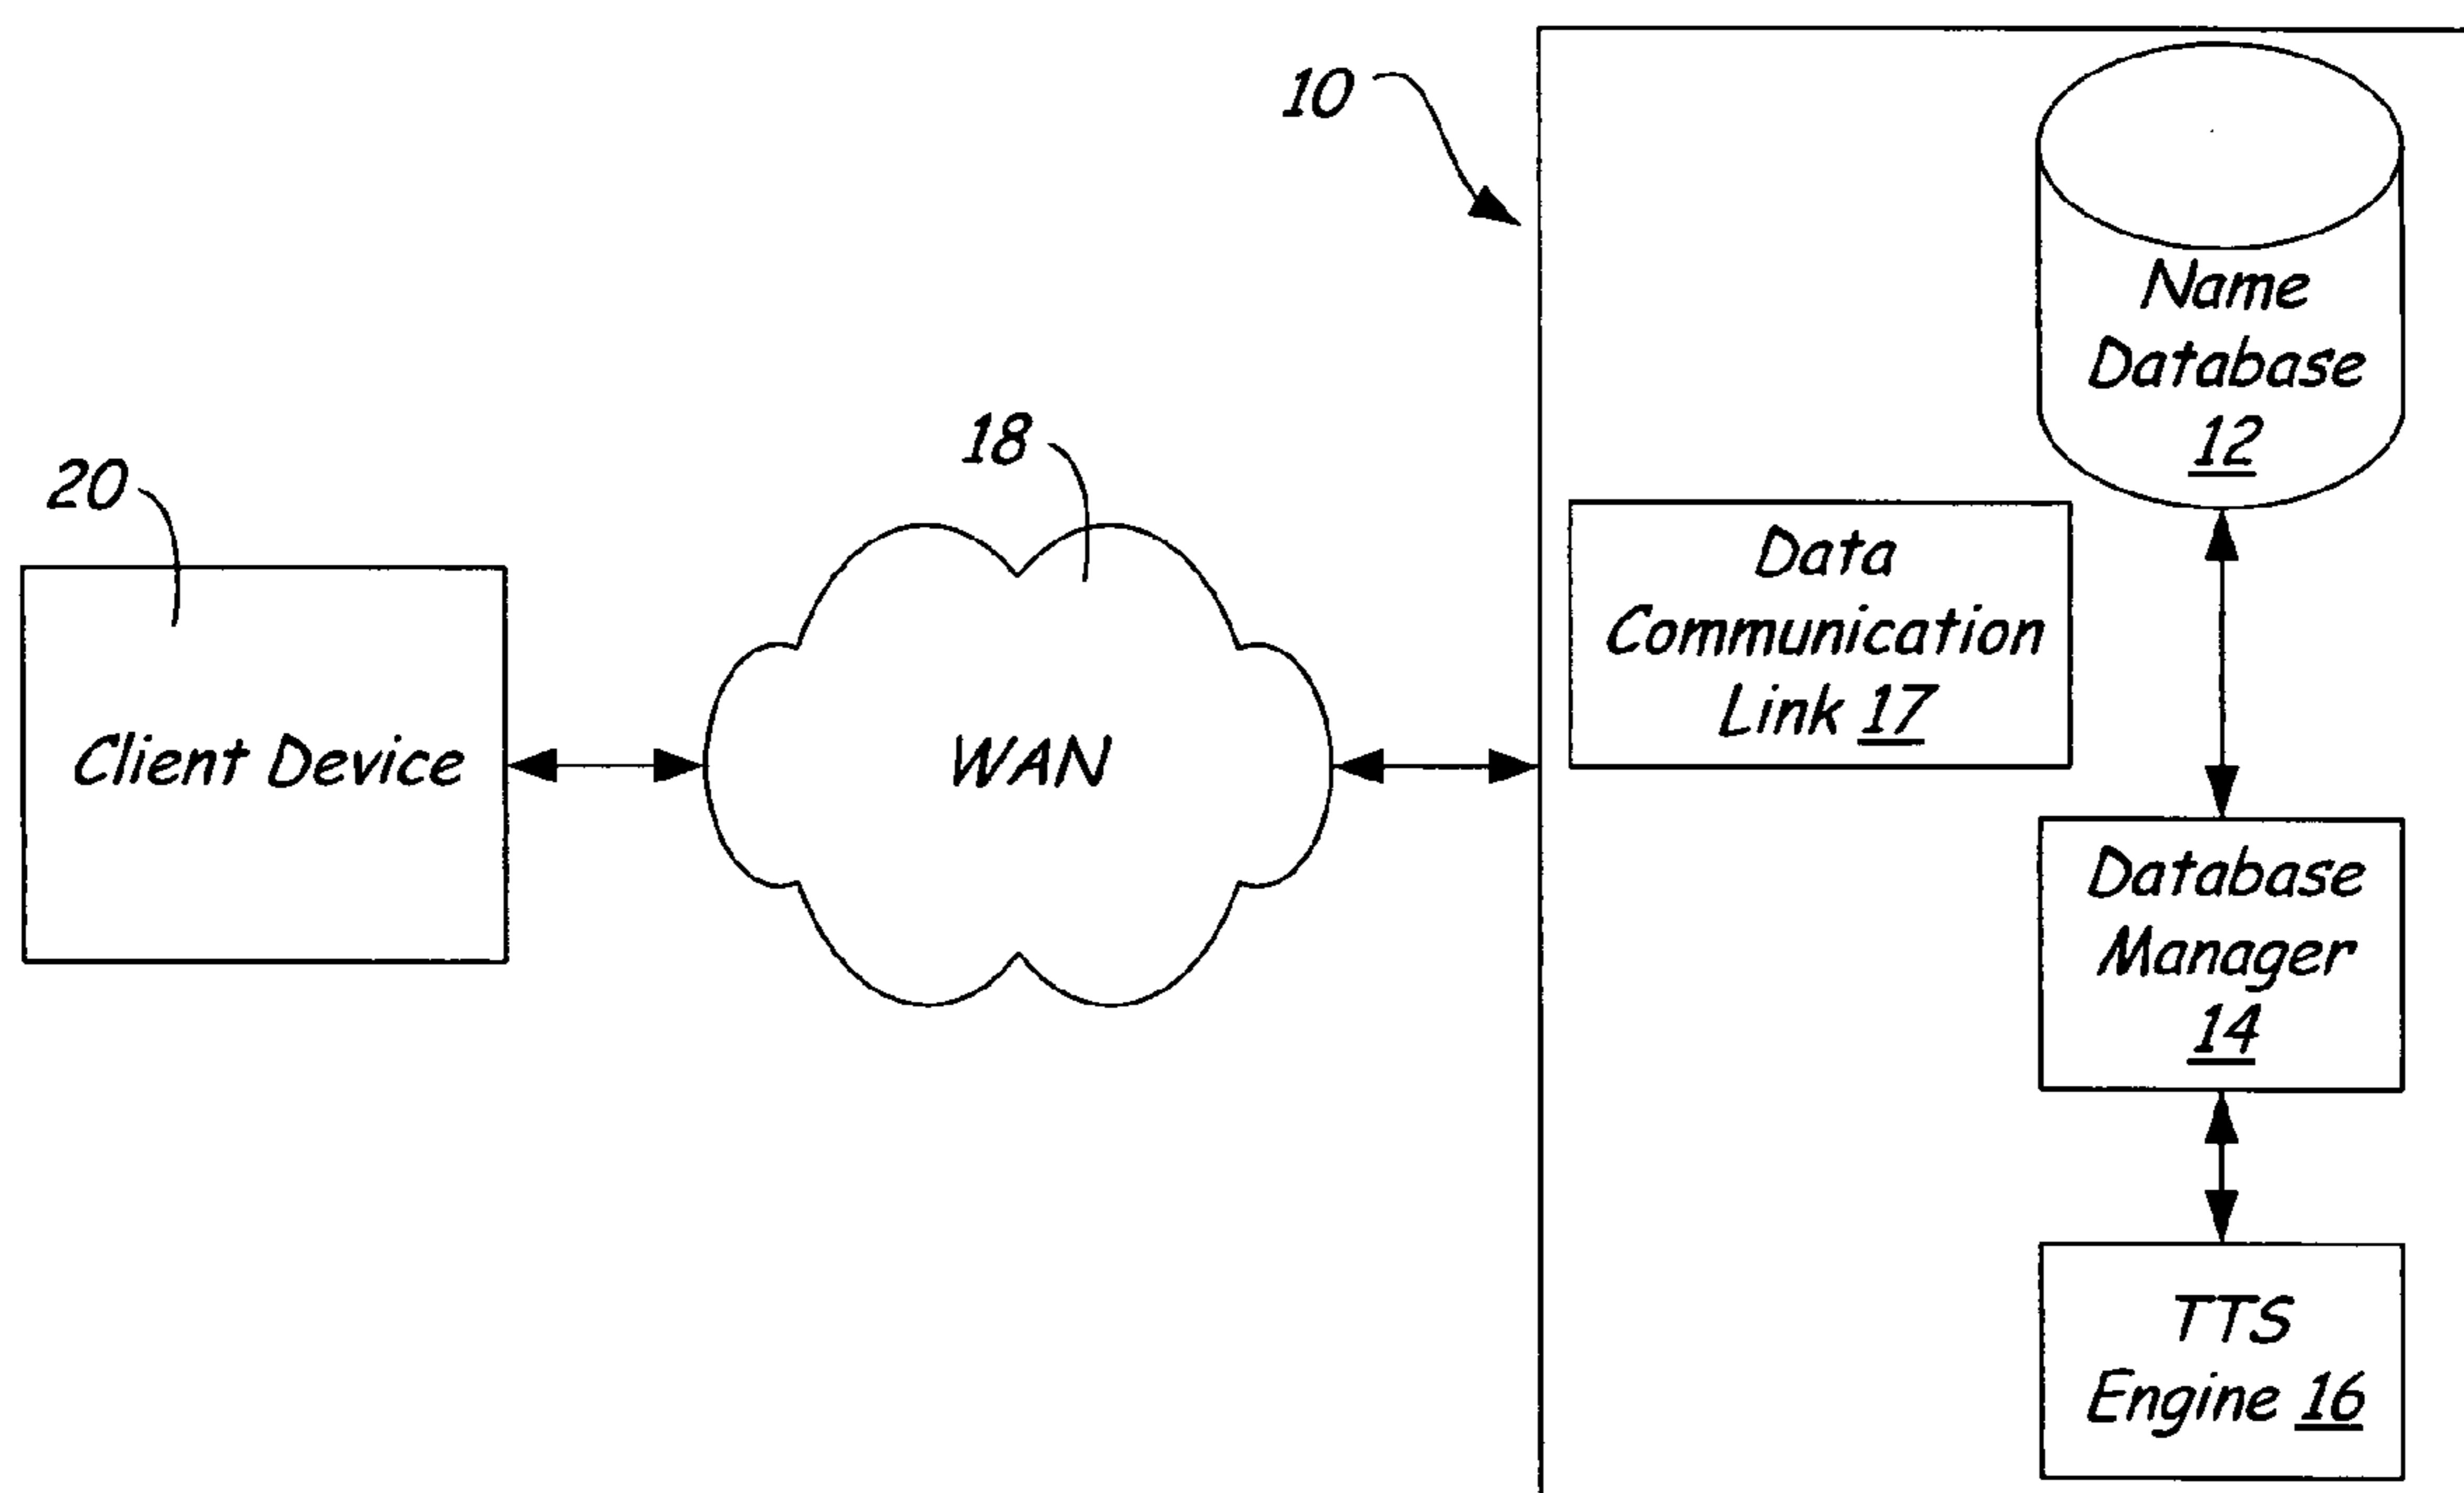 10
Name
Database
12
18
20
Data
Communication
Link 17
Client Device
WAN
Database
Manager
14
TTS
Engine 16